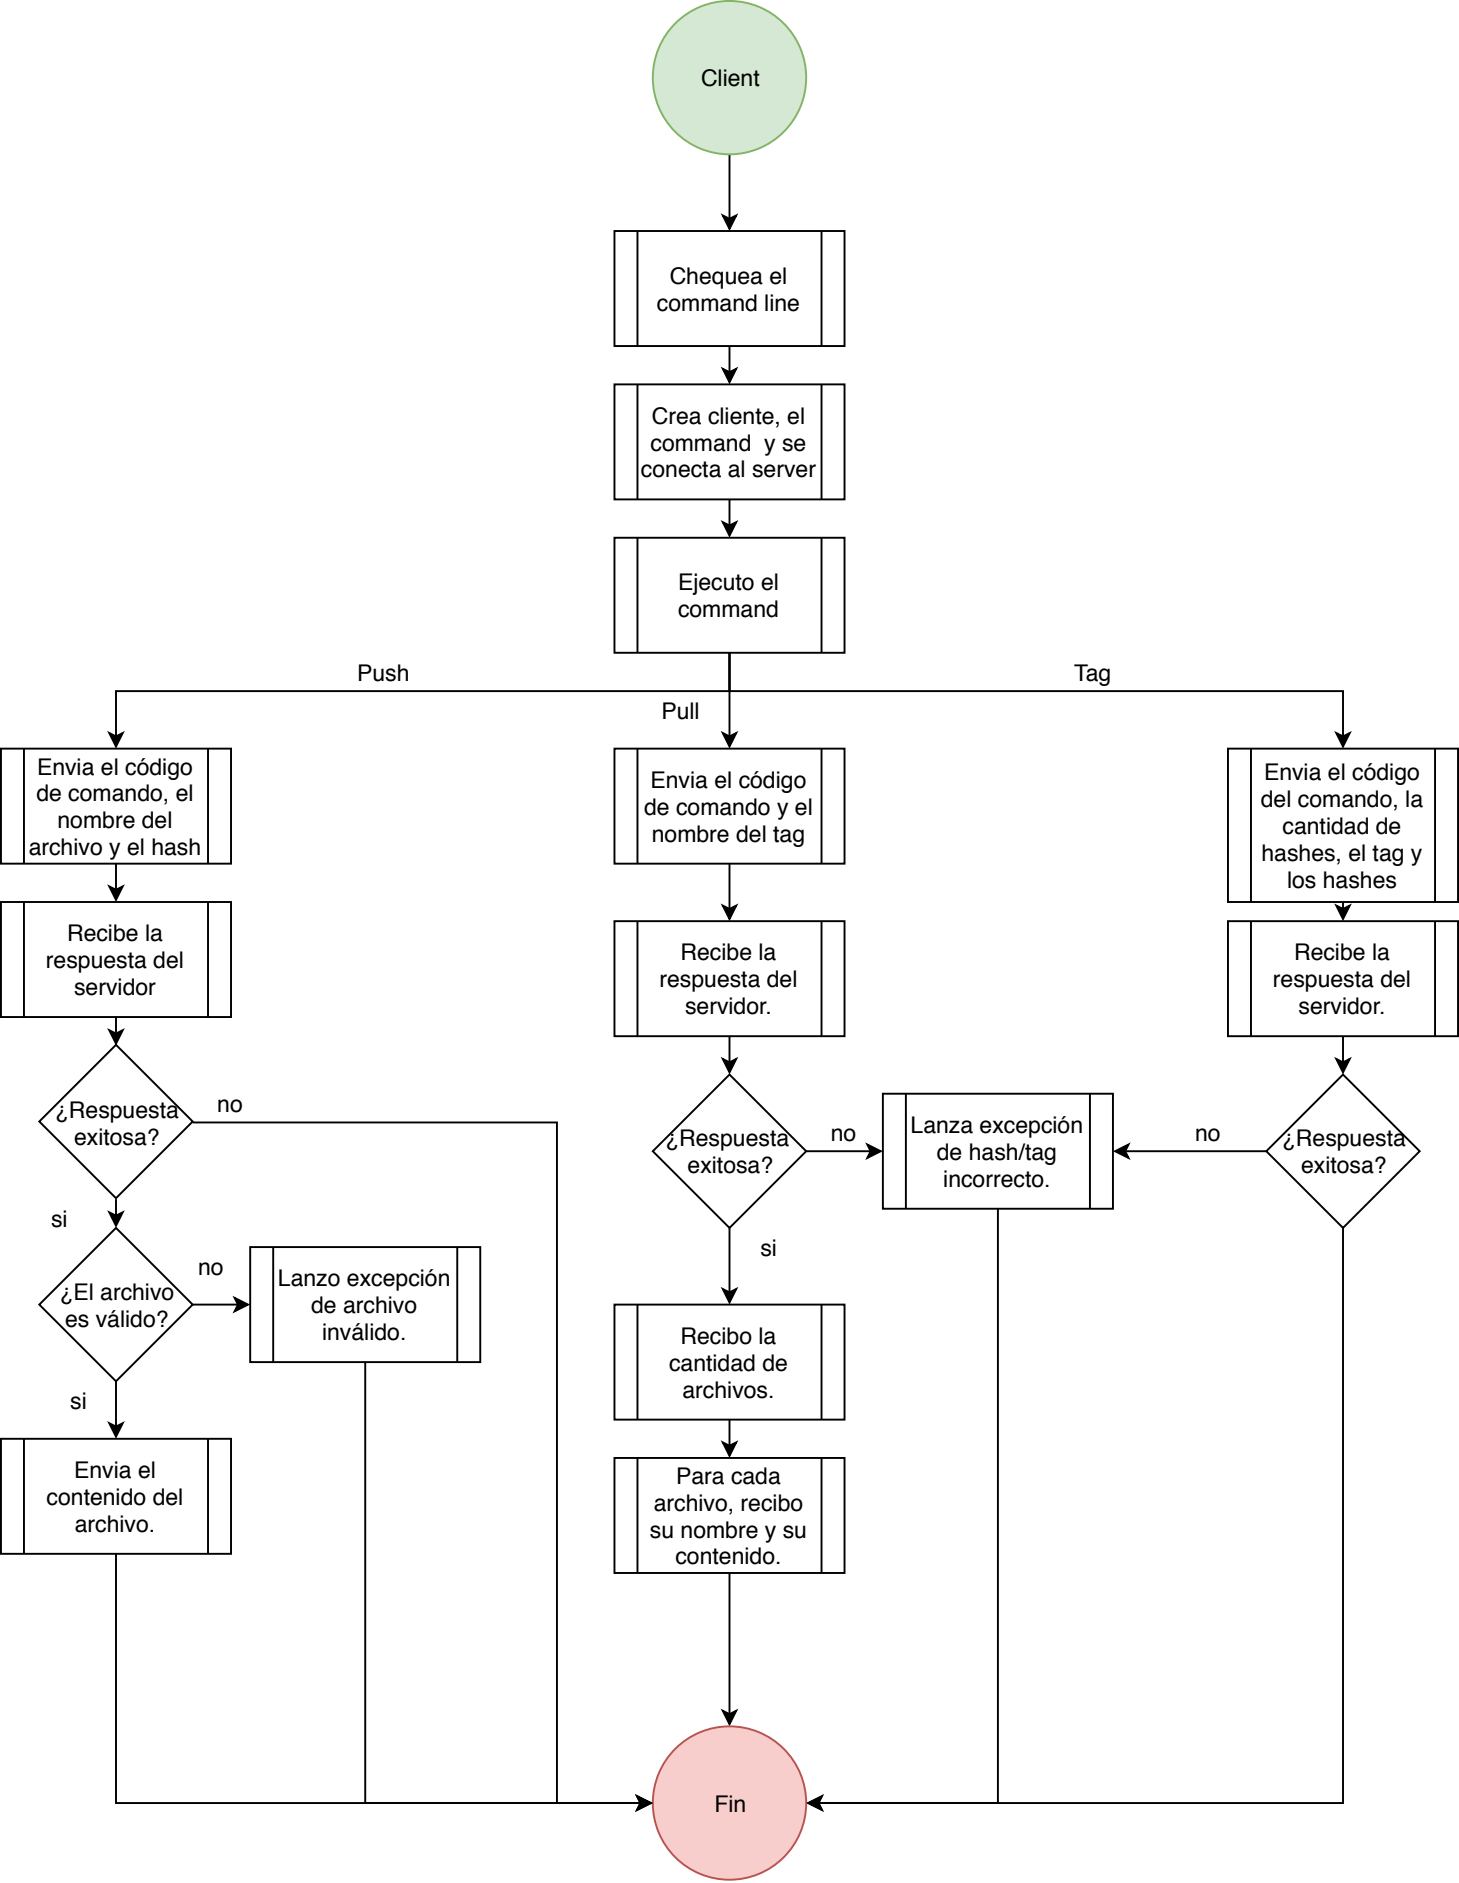 Client
Chequea el
command line
Crea cliente, el
command y se
conecta al server
Ejecuto el
command
Push
Pull
Tag
Envia el código
de comando, el
nombre del
archivo y el hash
Envia el código
de comando y el
nombre del tag
Envia el código
del comando, la
cantidad de
hashes, el tag y
los hashes
Recibe la
respuesta del
servidor
Recibe la
respuesta del
servidor.
Recibe la
respuesta del
servidor.
¿Respuesta
exitosa?
no
¿Respuesta
exitosa?
no
Lanza excepción
de hash/tag
incorrecto.
no
¿Respuesta
exitosa?
si
¿El archivo
es válido?
no
Lanzo excepción
de archivo
inválido.
si
Recibo la
cantidad de
archivos.
si
Envia el
contenido del
archivo.
Para cada
archivo, recibo
su nombre y su
contenido.
Fin